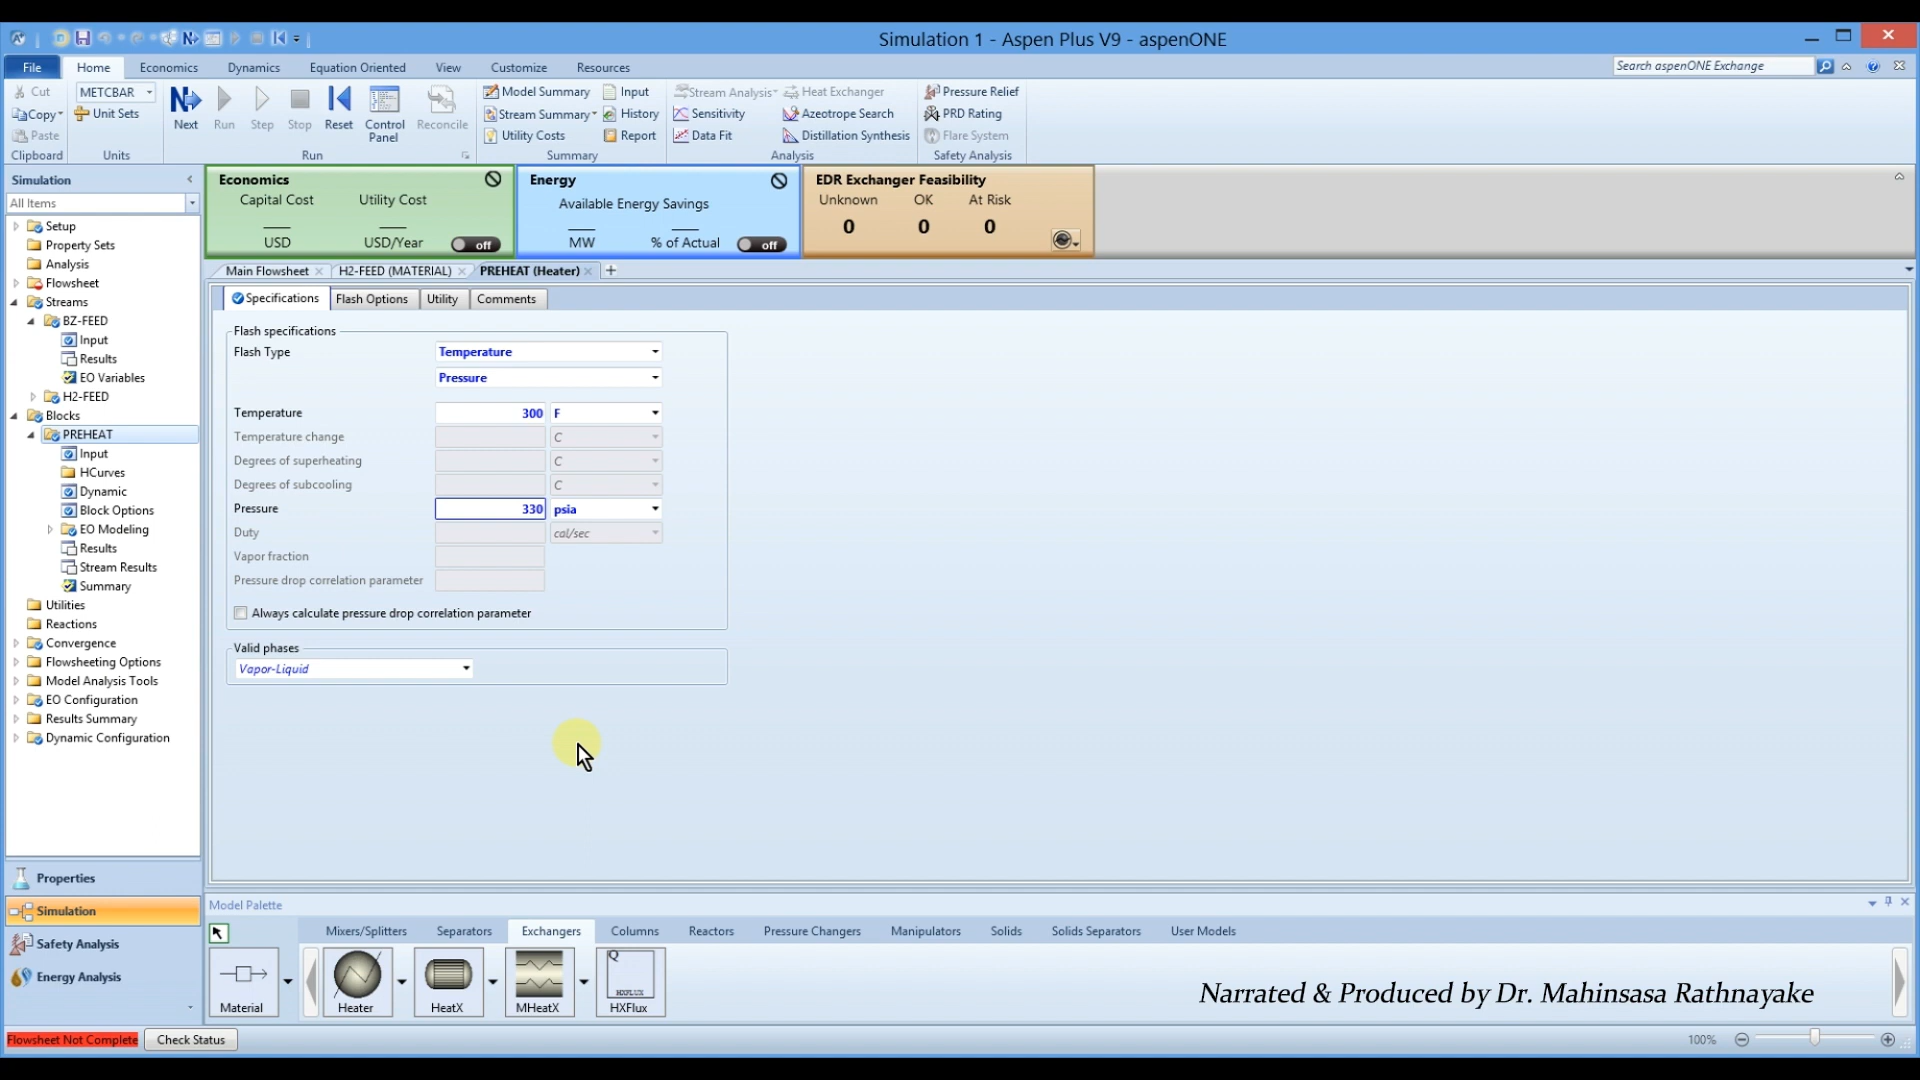 Simulation 1 - Aspen Plus V9 - aspenONE
File Home Economics Dynamics Equation Oriented View Customize Resources Search aspenONE Exchange
Cut METCBAR Model Summary Input Stream Analysis Heat Exchanger Pressure Relief
Copy Unit Sets Next Run Step Stop Reset Control Panel Reconcile Stream Summary History Sensitivity Azeotrope Search PRD Rating
Paste Utility Costs Report Data Fit Distillation Synthesis Flare System
Clipboard Units Run Summary Analysis Safety Analysis
Simulation
All Items
Setup
Property Sets
Analysis
Flowsheet
Streams
BZ-FEED
Input
Results
EO Variables
H2-FEED
Blocks
PREHEAT
Input
HCurves
Dynamic
Block Options
EO Modeling
Results
Stream Results
Summary
Utilities
Reactions
Convergence
Flowsheeting Options
Model Analysis Tools
EO Configuration
Results Summary
Dynamic Configuration
Properties
Simulation
Safety Analysis
Energy Analysis
Economics
Capital Cost Utility Cost
USD USD/Year off
Energy
Available Energy Savings
MW % of Actual off
EDR Exchanger Feasibility
Unknown OK At Risk
0 0 0
Main Flowsheet H2-FEED (MATERIAL) PREHEAT (Heater)
Specifications Flash Options Utility Comments
Flash specifications
Flash Type Temperature
Pressure
Temperature 300 F
Temperature change C
Degrees of superheating C
Degrees of subcooling C
Pressure 330 psia
Duty cal/sec
Vapor fraction
Pressure drop correlation parameter
Always calculate pressure drop correlation parameter
Valid phases
Vapor-Liquid
Model Palette
Mixers/Splitters Separators Exchangers Columns Reactors Pressure Changers Manipulators Solids Solids Separators User Models
Q
HXFLUX
Material Heater HeatX MHeatX HXFlux
Narrated & Produced by Dr. Mahinsasa Rathnayake
Flowsheet Not Complete Check Status 100%